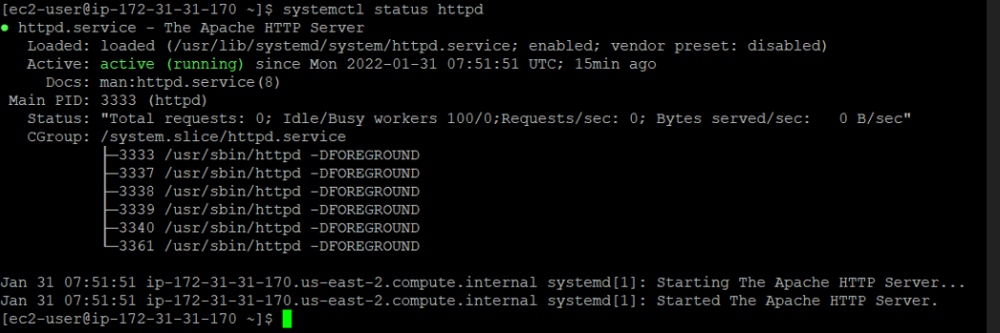 [ec2-user@ip-172-31-31-170 ~]$ systemctl status httpd
● httpd.service - The Apache HTTP Server
   Loaded: loaded (/usr/lib/systemd/system/httpd.service; enabled; vendor preset: disabled)
   Active: active (running) since Mon 2022-01-31 07:51:51 UTC; 15min ago
     Docs: man:httpd.service(8)
 Main PID: 3333 (httpd)
   Status: "Total requests: 0; Idle/Busy workers 100/0;Requests/sec: 0; Bytes served/sec:   0 B/sec"
   CGroup: /system.slice/httpd.service
           ├─3333 /usr/sbin/httpd -DFOREGROUND
           ├─3337 /usr/sbin/httpd -DFOREGROUND
           ├─3338 /usr/sbin/httpd -DFOREGROUND
           ├─3339 /usr/sbin/httpd -DFOREGROUND
           ├─3340 /usr/sbin/httpd -DFOREGROUND
           └─3361 /usr/sbin/httpd -DFOREGROUND

Jan 31 07:51:51 ip-172-31-31-170.us-east-2.compute.internal systemd[1]: Starting The Apache HTTP Server...
Jan 31 07:51:51 ip-172-31-31-170.us-east-2.compute.internal systemd[1]: Started The Apache HTTP Server.
[ec2-user@ip-172-31-31-170 ~]$